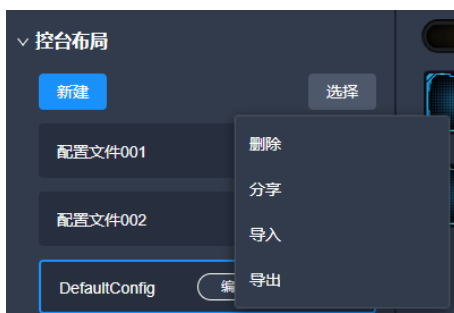 控台布局
新建
选择
配置文件001
删除
分享
配置文件002
导入
DefaultConfig
编
导出